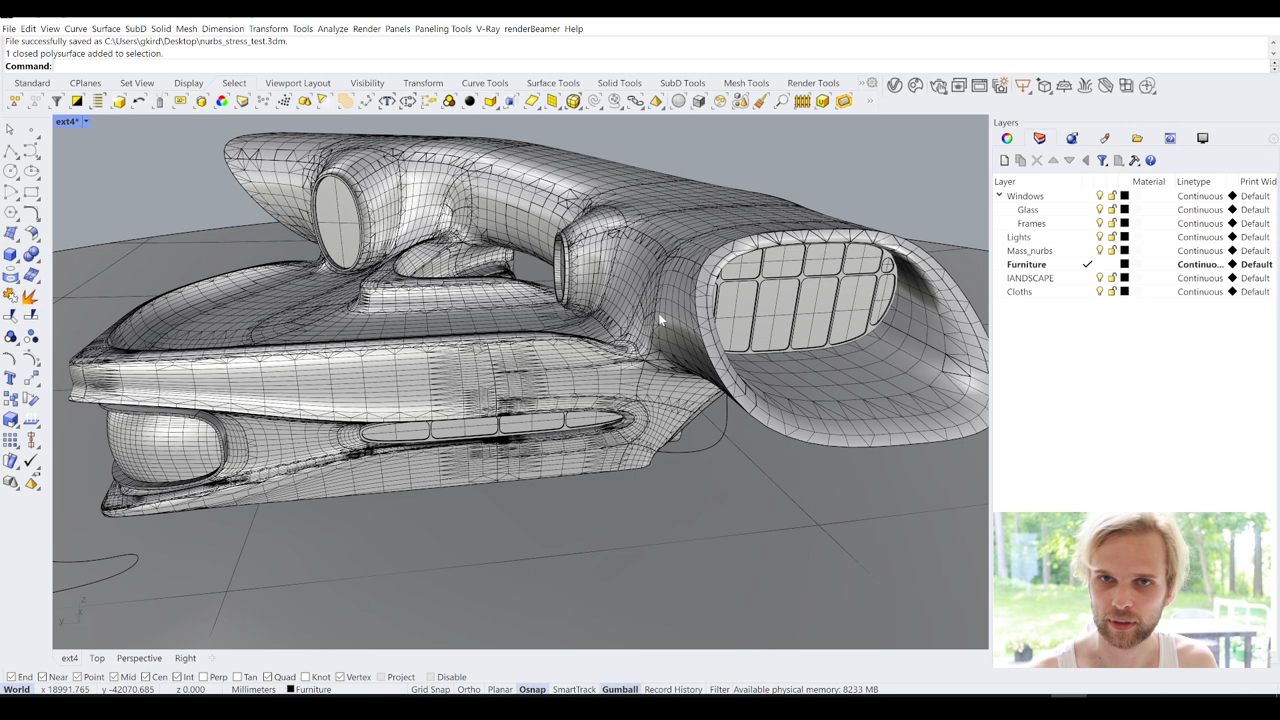 File Edit View Curve Surface SubD Solid Mesh Dimension Transform Tools Analyze Render Panels Paneling Tools V-Ray renderBeamer Help
File successfully saved as C:\Users\gkird\Desktop\nurbs_stress_test.3dm.
1 closed polysurface added to selection.
Command:
Standard CPlanes Set View Display Select Viewport Layout Visibility Transform Curve Tools Surface Tools Solid Tools SubD Tools Mesh Tools Render Tools
ext4*
Layers
Layer Material Linetype Print Wid
Windows Continuous Default
Glass Continuous Default
Frames Continuous Default
Lights Continuous Default
Mass_nurbs Continuous Default
Furniture Continuo... Default
lANDSCAPE Continuous Default
Cloths Continuous Default
z
y x
ext4 Top Perspective Right
End Near Point Mid Cen Int Perp Tan Quad Knot Vertex Project Disable
World x 18991.765 y -42070.685 z 0.000 Millimeters Furniture Grid Snap Ortho Planar Osnap SmartTrack Gumball Record History Filter Available physical memory: 8233 MB